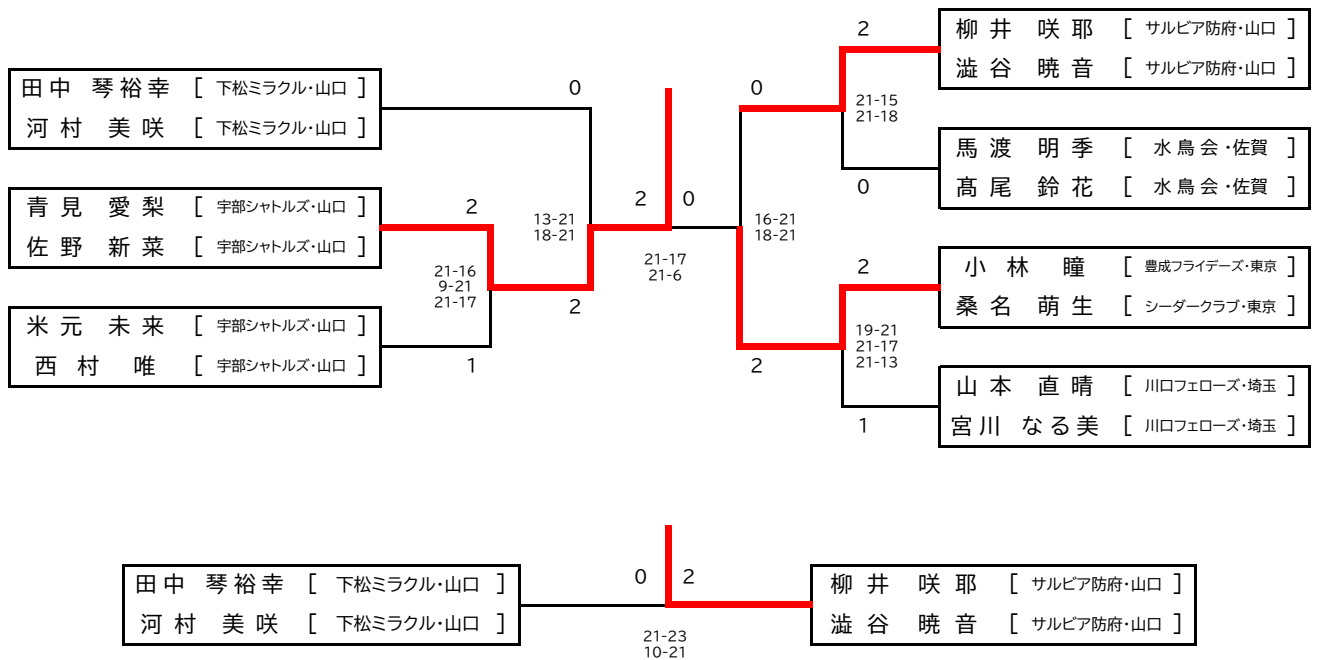 田中 琴裕幸 [ 下松ミラクル・山口 ]
河村 美咲 [ 下松ミラクル・山口 ]
青見 愛梨 [ 宇部シャトルズ・山口 ]
佐野 新菜 [ 宇部シャトルズ・山口 ]
米元 未来 [ 宇部シャトルズ・山口 ]
西村 唯 [ 宇部シャトルズ・山口 ]
0
2
21-16
9-21
21-17
1
13-21
18-21
2
2
0
21-17
21-6
0
16-21
18-21
2
2
21-15
21-18
0
2
19-21
21-17
21-13
1
柳井 咲耶 [ サルビア防府・山口 ]
澁谷 暁音 [ サルビア防府・山口 ]
馬渡 明季 [ 水鳥会・佐賀 ]
髙尾 鈴花 [ 水鳥会・佐賀 ]
小林 瞳 [ 豊成フライデーズ・東京 ]
桑名 萌生 [ シーダークラブ・東京 ]
山本 直晴 [ 川口フェローズ・埼玉 ]
宮川 なる美 [ 川口フェローズ・埼玉 ]
田中 琴裕幸 [ 下松ミラクル・山口 ]
河村 美咲 [ 下松ミラクル・山口 ]
0
2
21-23
10-21
柳井 咲耶 [ サルビア防府・山口 ]
澁谷 暁音 [ サルビア防府・山口 ]